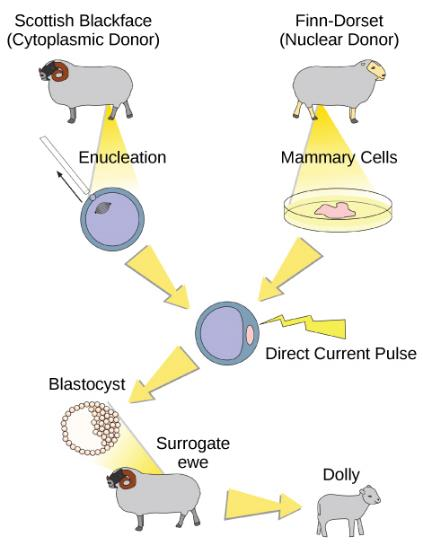 Scottish Blackface
(Cytoplasmic Donor)
Finn-Dorset
(Nuclear Donor)
Enucleation
Mammary Cells
Direct Current Pulse
Blastocyst
Surrogate
ewe
Dolly